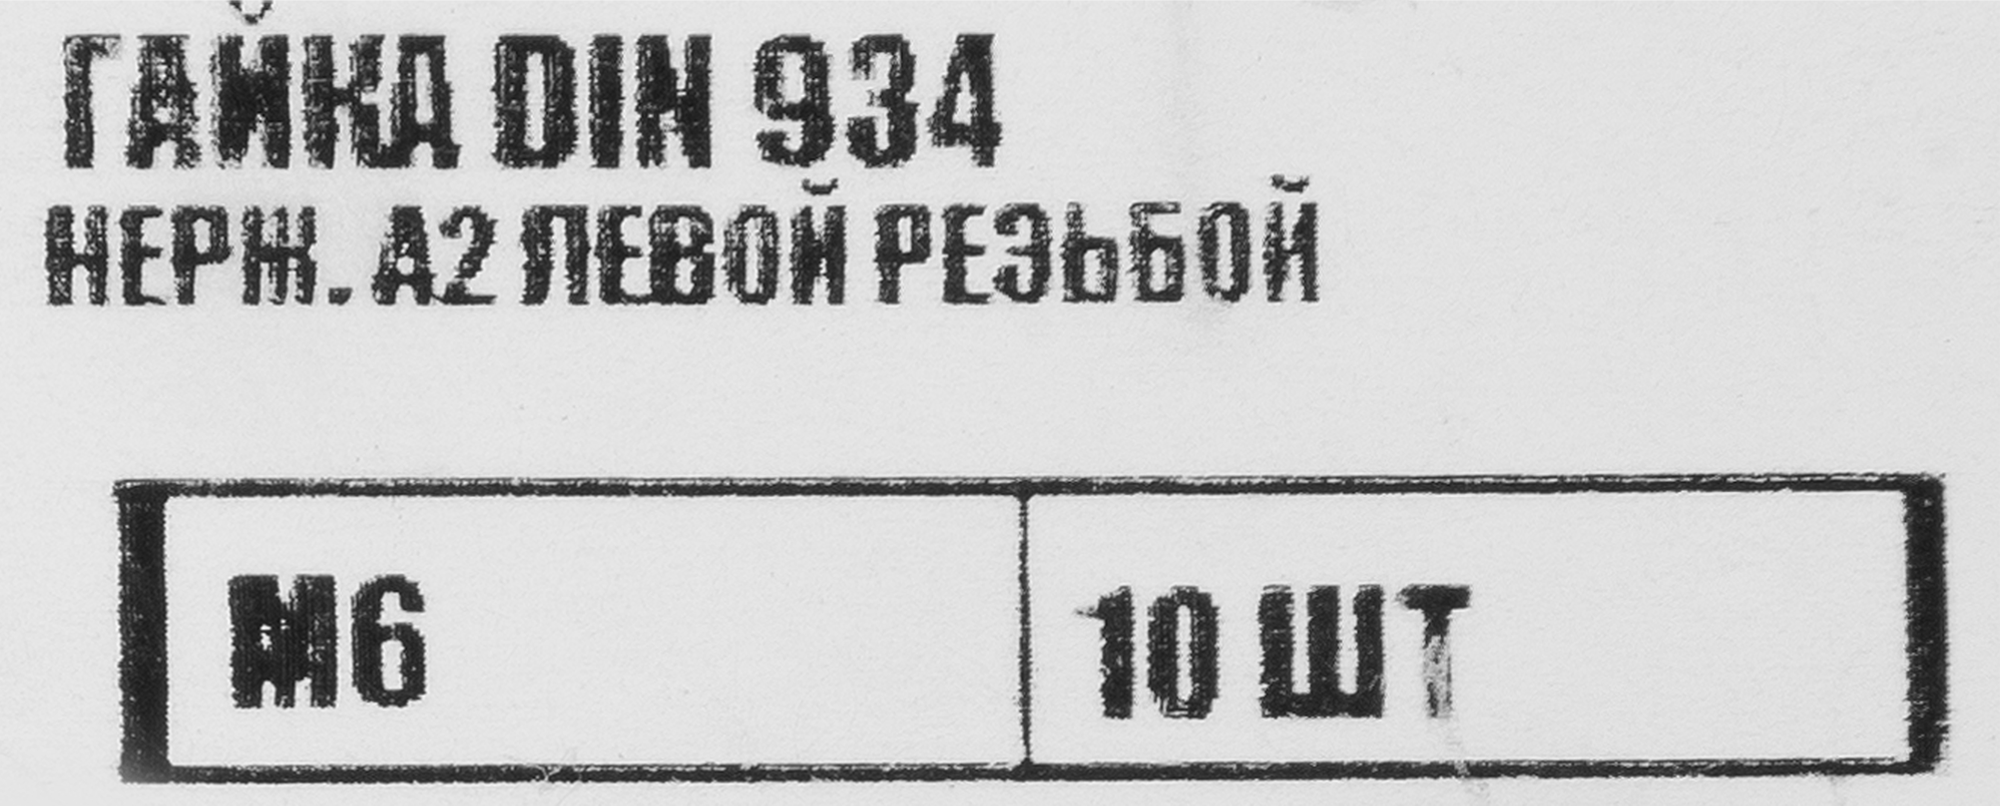 ГАЙКА DIN 934
НЕРЖ. А2 ЛЕВОЙ РЕЗЬБОЙ
М6
10 ШТ